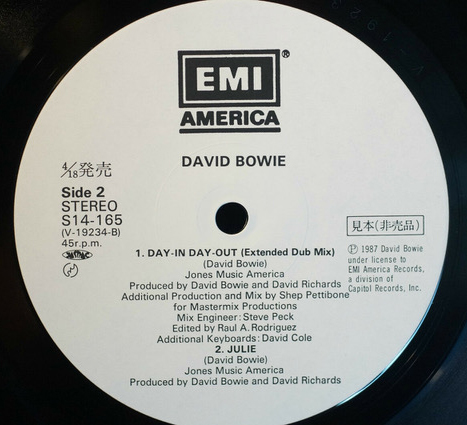 EMI®
AMERICA
DAVID BOWIE
4/18発売
Side 2
STEREO
S14-165
(V-19234-B)
45r.p.m.
見本(非売品)
Ⓟ 1987 David Bowie
under license to
EMI America Records,
a division of
Capitol Records, Inc.
1. DAY-IN DAY-OUT (Extended Dub Mix)
(David Bowie)
Jones Music America
Produced by David Bowie and David Richards
Additional Production and Mix by Shep Pettibone
for Mastermix Productions
Mix Engineer: Steve Peck
Edited by Raul A. Rodriguez
Additional Keyboards: David Cole
2. JULIE
(David Bowie)
Jones Music America
Produced by David Bowie and David Richards